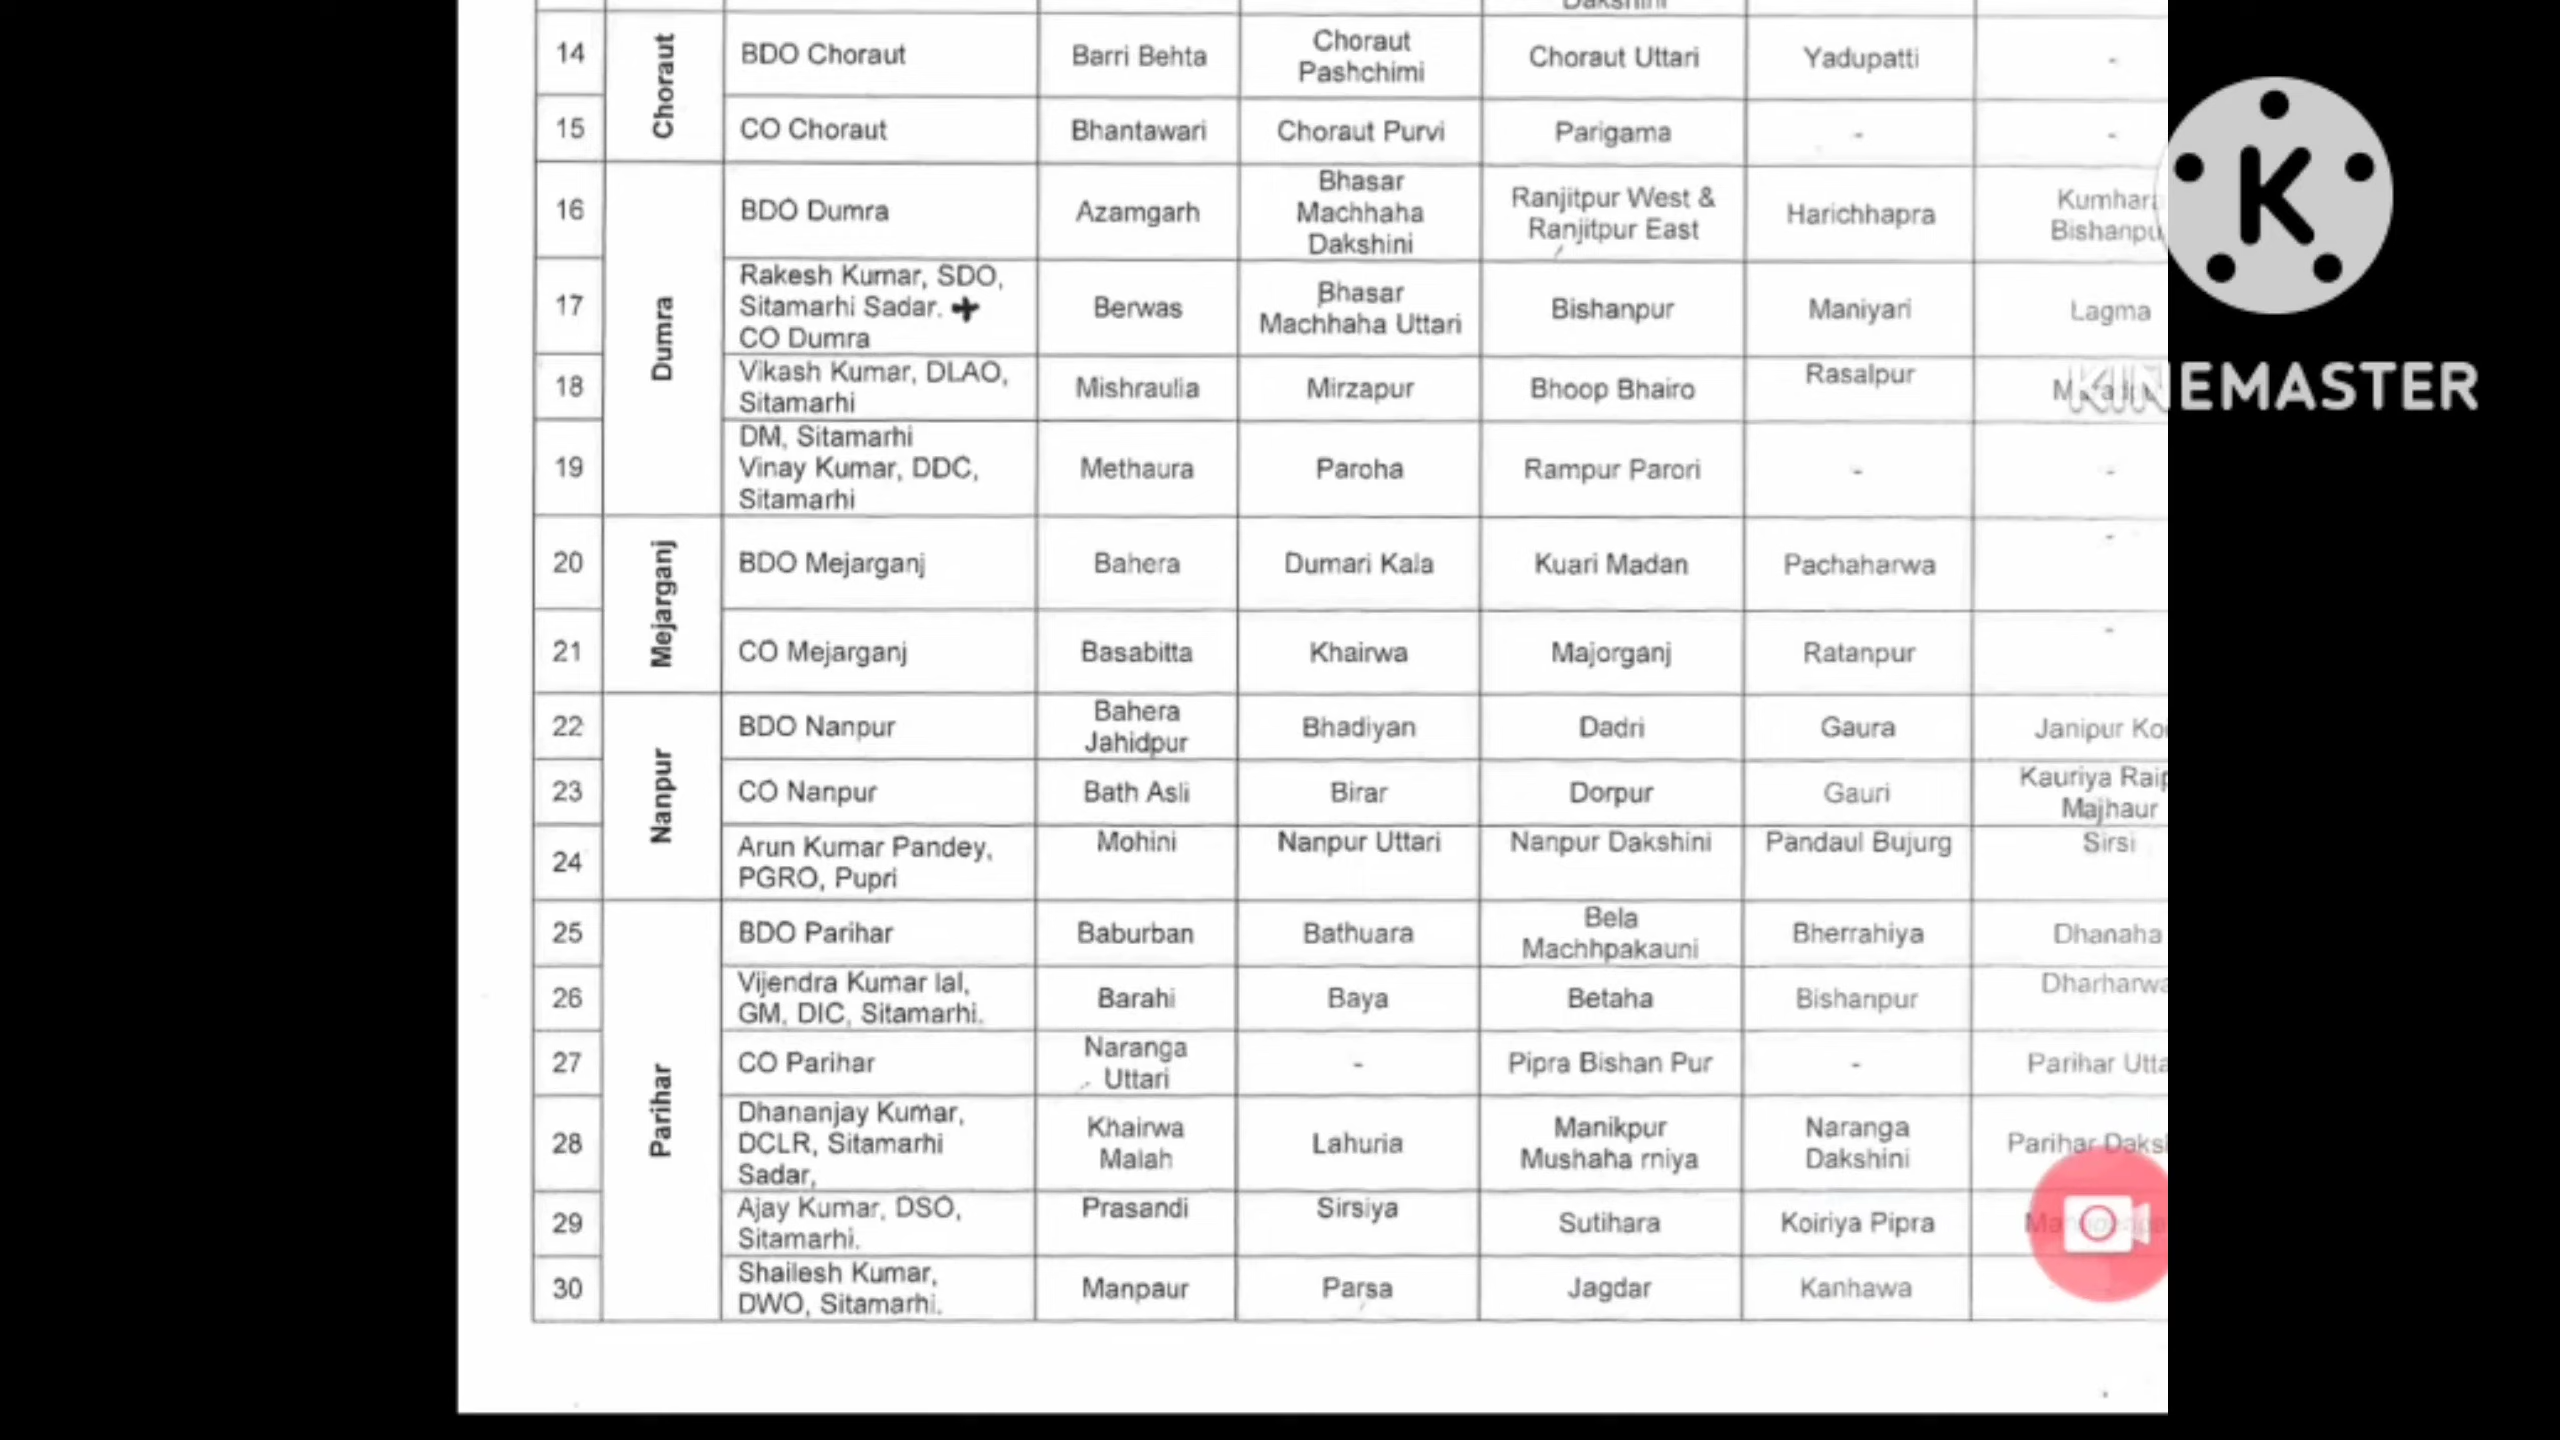 14
Choraut
BDO Choraut
Barri Behta
Choraut
Pashchimi
Choraut Uttari
Yadupatti
-
15
CO Choraut
Bhantawari
Choraut Purvi
Parigama
-
-
16
Dumra
BDO Dumra
Azamgarh
Bhasar
Machhaha
Dakshini
Ranjitpur West &
Ranjitpur East
Harichhapra
17
Rakesh Kumar, SDO,
Sitamarhi Sadar. +
CO Dumra
Berwas
Bhasar
Machhaha Uttari
Bishanpur
Maniyari
Lagma
18
Vikash Kumar, DLAO,
Sitamarhi
Mishraulia
Mirzapur
Bhoop Bhairo
Rasalpur
19
DM, Sitamarhi
Vinay Kumar, DDC,
Sitamarhi
Methaura
Paroha
Rampur Parori
-
-
20
Mejarganj
BDO Mejarganj
Bahera
Dumari Kala
Kuari Madan
Pachaharwa
-
21
CO Mejarganj
Basabitta
Khairwa
Majorganj
Ratanpur
-
22
Nanpur
BDO Nanpur
Bahera
Jahidpur
Bhadiyan
Dadri
Gaura
Janipur
23
CO Nanpur
Bath Asli
Birar
Dorpur
Gauri
Kauriya
Majhaur
24
Arun Kumar Pandey,
PGRO, Pupri
Mohini
Nanpur Uttari
Nanpur Dakshini
Pandaul Bujurg
Sirsi
25
Parihar
BDO Parihar
Baburban
Bathuara
Bela
Machhpakauni
Bherrahiya
Dhanaha
26
Vijendra Kumar lal,
GM, DIC, Sitamarhi.
Barahi
Baya
Betaha
Bishanpur
27
CO Parihar
Naranga
Uttari
-
Pipra Bishan Pur
-
Parihar
28
Dhananjay Kumar,
DCLR, Sitamarhi
Sadar,
Khairwa
Malah
Lahuria
Manikpur
Mushaha rniya
Naranga
Dakshini
Parihar
29
Ajay Kumar, DSO,
Sitamarhi.
Prasandi
Sirsiya
Sutihara
Koiriya Pipra
30
Shailesh Kumar,
DWO, Sitamarhi.
Manpaur
Parsa
Jagdar
Kanhawa
K
KINEMASTER